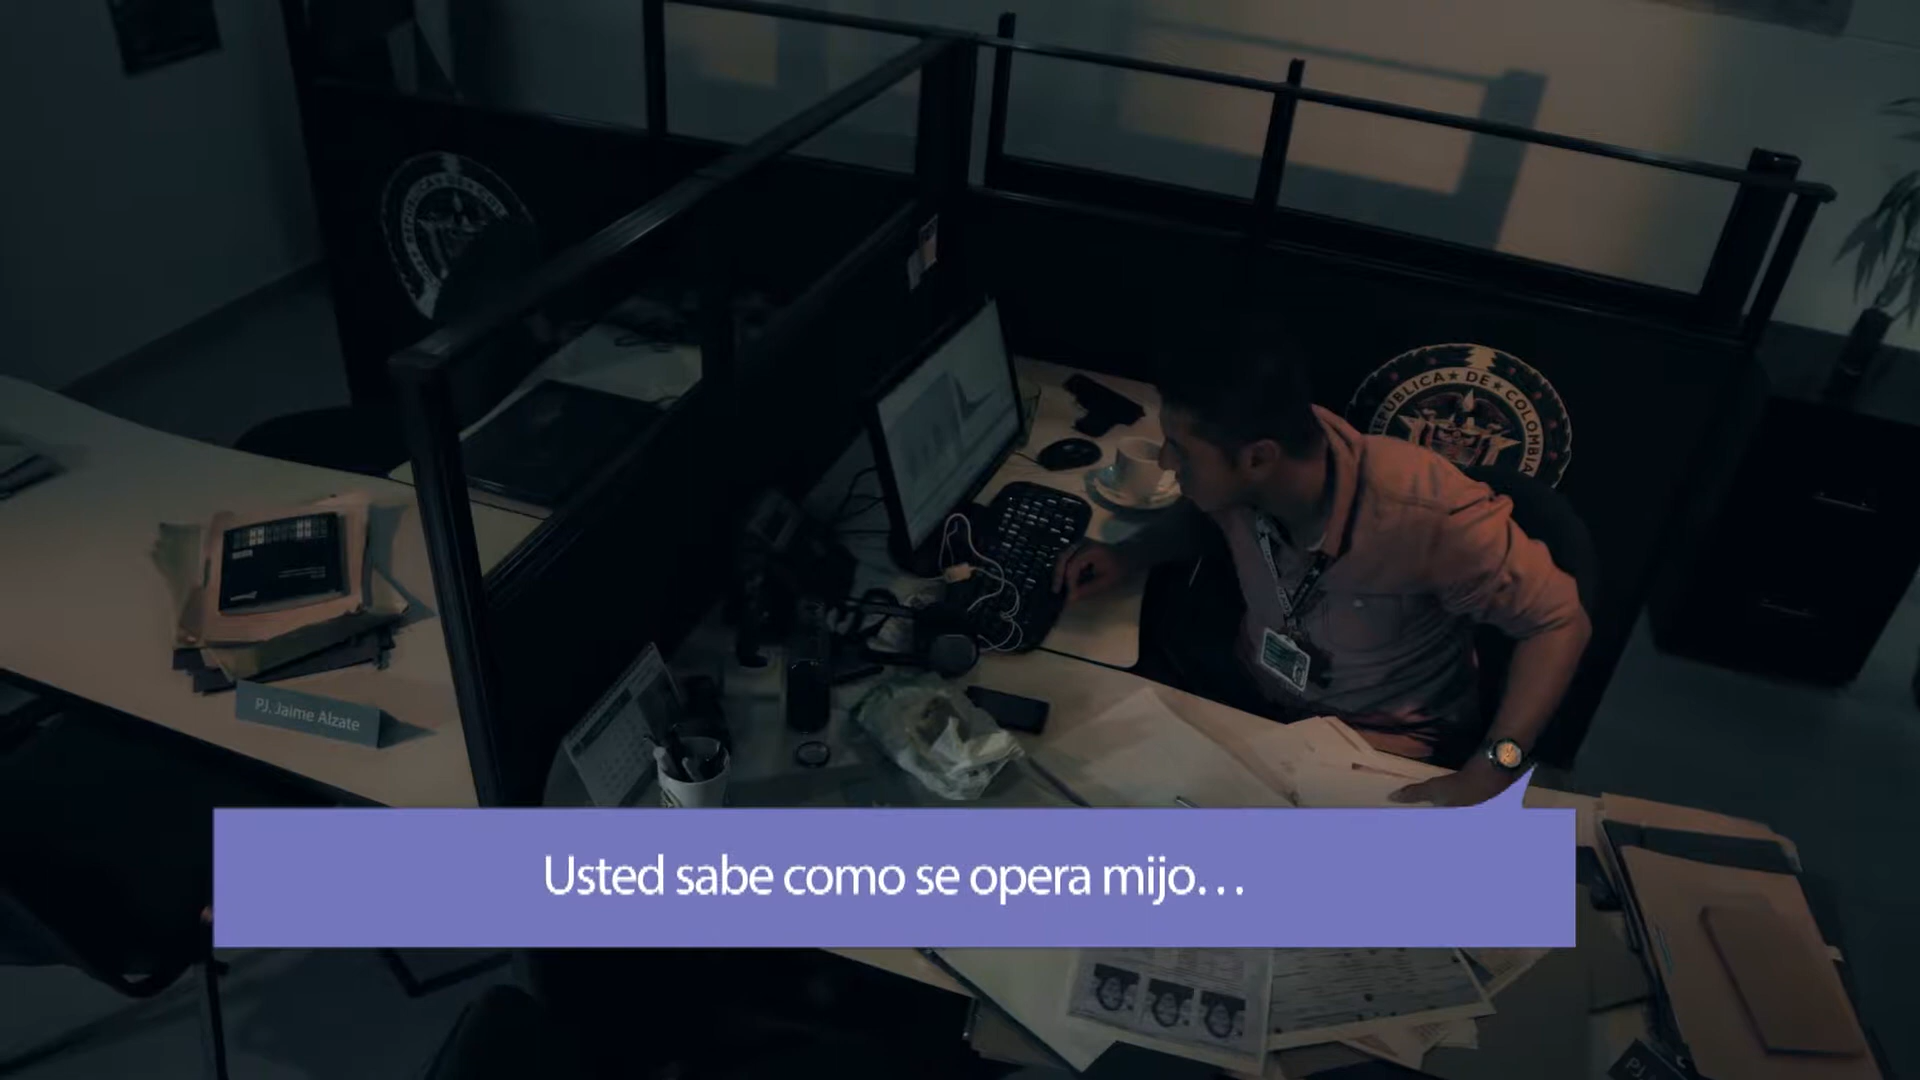 REPÚBLICA ★ DE ★ COLOMBIA
PJ. Jaime Alzate
Usted sabe como se opera mijo...